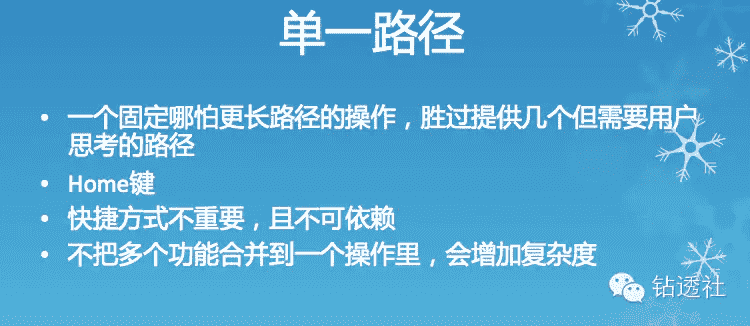 单一路径
• 一个固定哪怕更长路径的操作，胜过提供几个但需要用户
思考的路径
• Home键
• 快捷方式不重要，且不可依赖
• 不把多个功能合并到一个操作里，会增加复杂度
钻透社